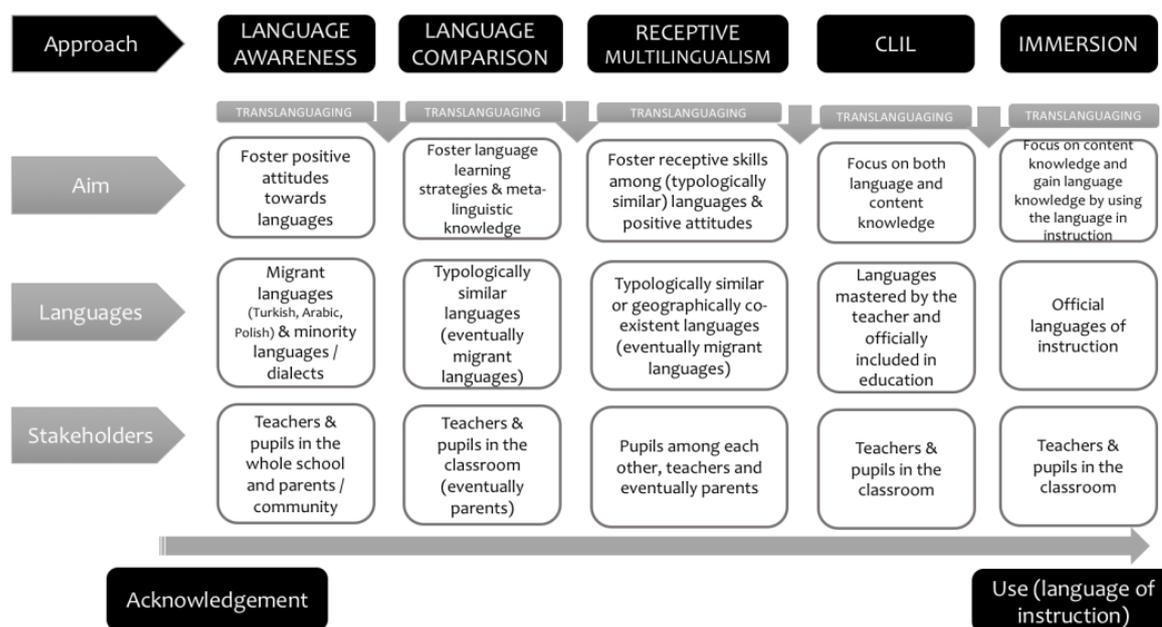 Approach
LANGUAGE
AWARENESS
LANGUAGE
COMPARISON
RECEPTIVE
MULTILINGUALISM
CLIL
IMMERSION
TRANSLANGUAGING
TRANSLANGUAGING
TRANSLANGUAGING
TRANSLANGUAGING
TRANSLANGUAGING
Aim
Foster positive
attitudes
towards
languages
Foster language
learning
strategies & meta-
linguistic
knowledge
Foster receptive skills
among (typologically
similar) languages &
positive attitudes
Focus on both
language and
content
knowledge
Focus on content
knowledge and
gain language
knowledge by using
the language in
instruction
Languages
Migrant
languages
(Turkish, Arabic,
Polish) & minority
languages /
dialects
Typologically
similar
languages
(eventually
migrant
languages)
Typologically similar
or geographically co-
existent languages
(eventually migrant
languages)
Languages
mastered by the
teacher and
officially
included in
education
Official
languages of
instruction
Stakeholders
Teachers &
pupils in the
whole school
and parents /
community
Teachers &
pupils in the
classroom
(eventually
parents)
Pupils among each
other, teachers and
eventually parents
Teachers &
pupils in the
classroom
Teachers &
pupils in the
classroom
Acknowledgement
Use (language of
instruction)